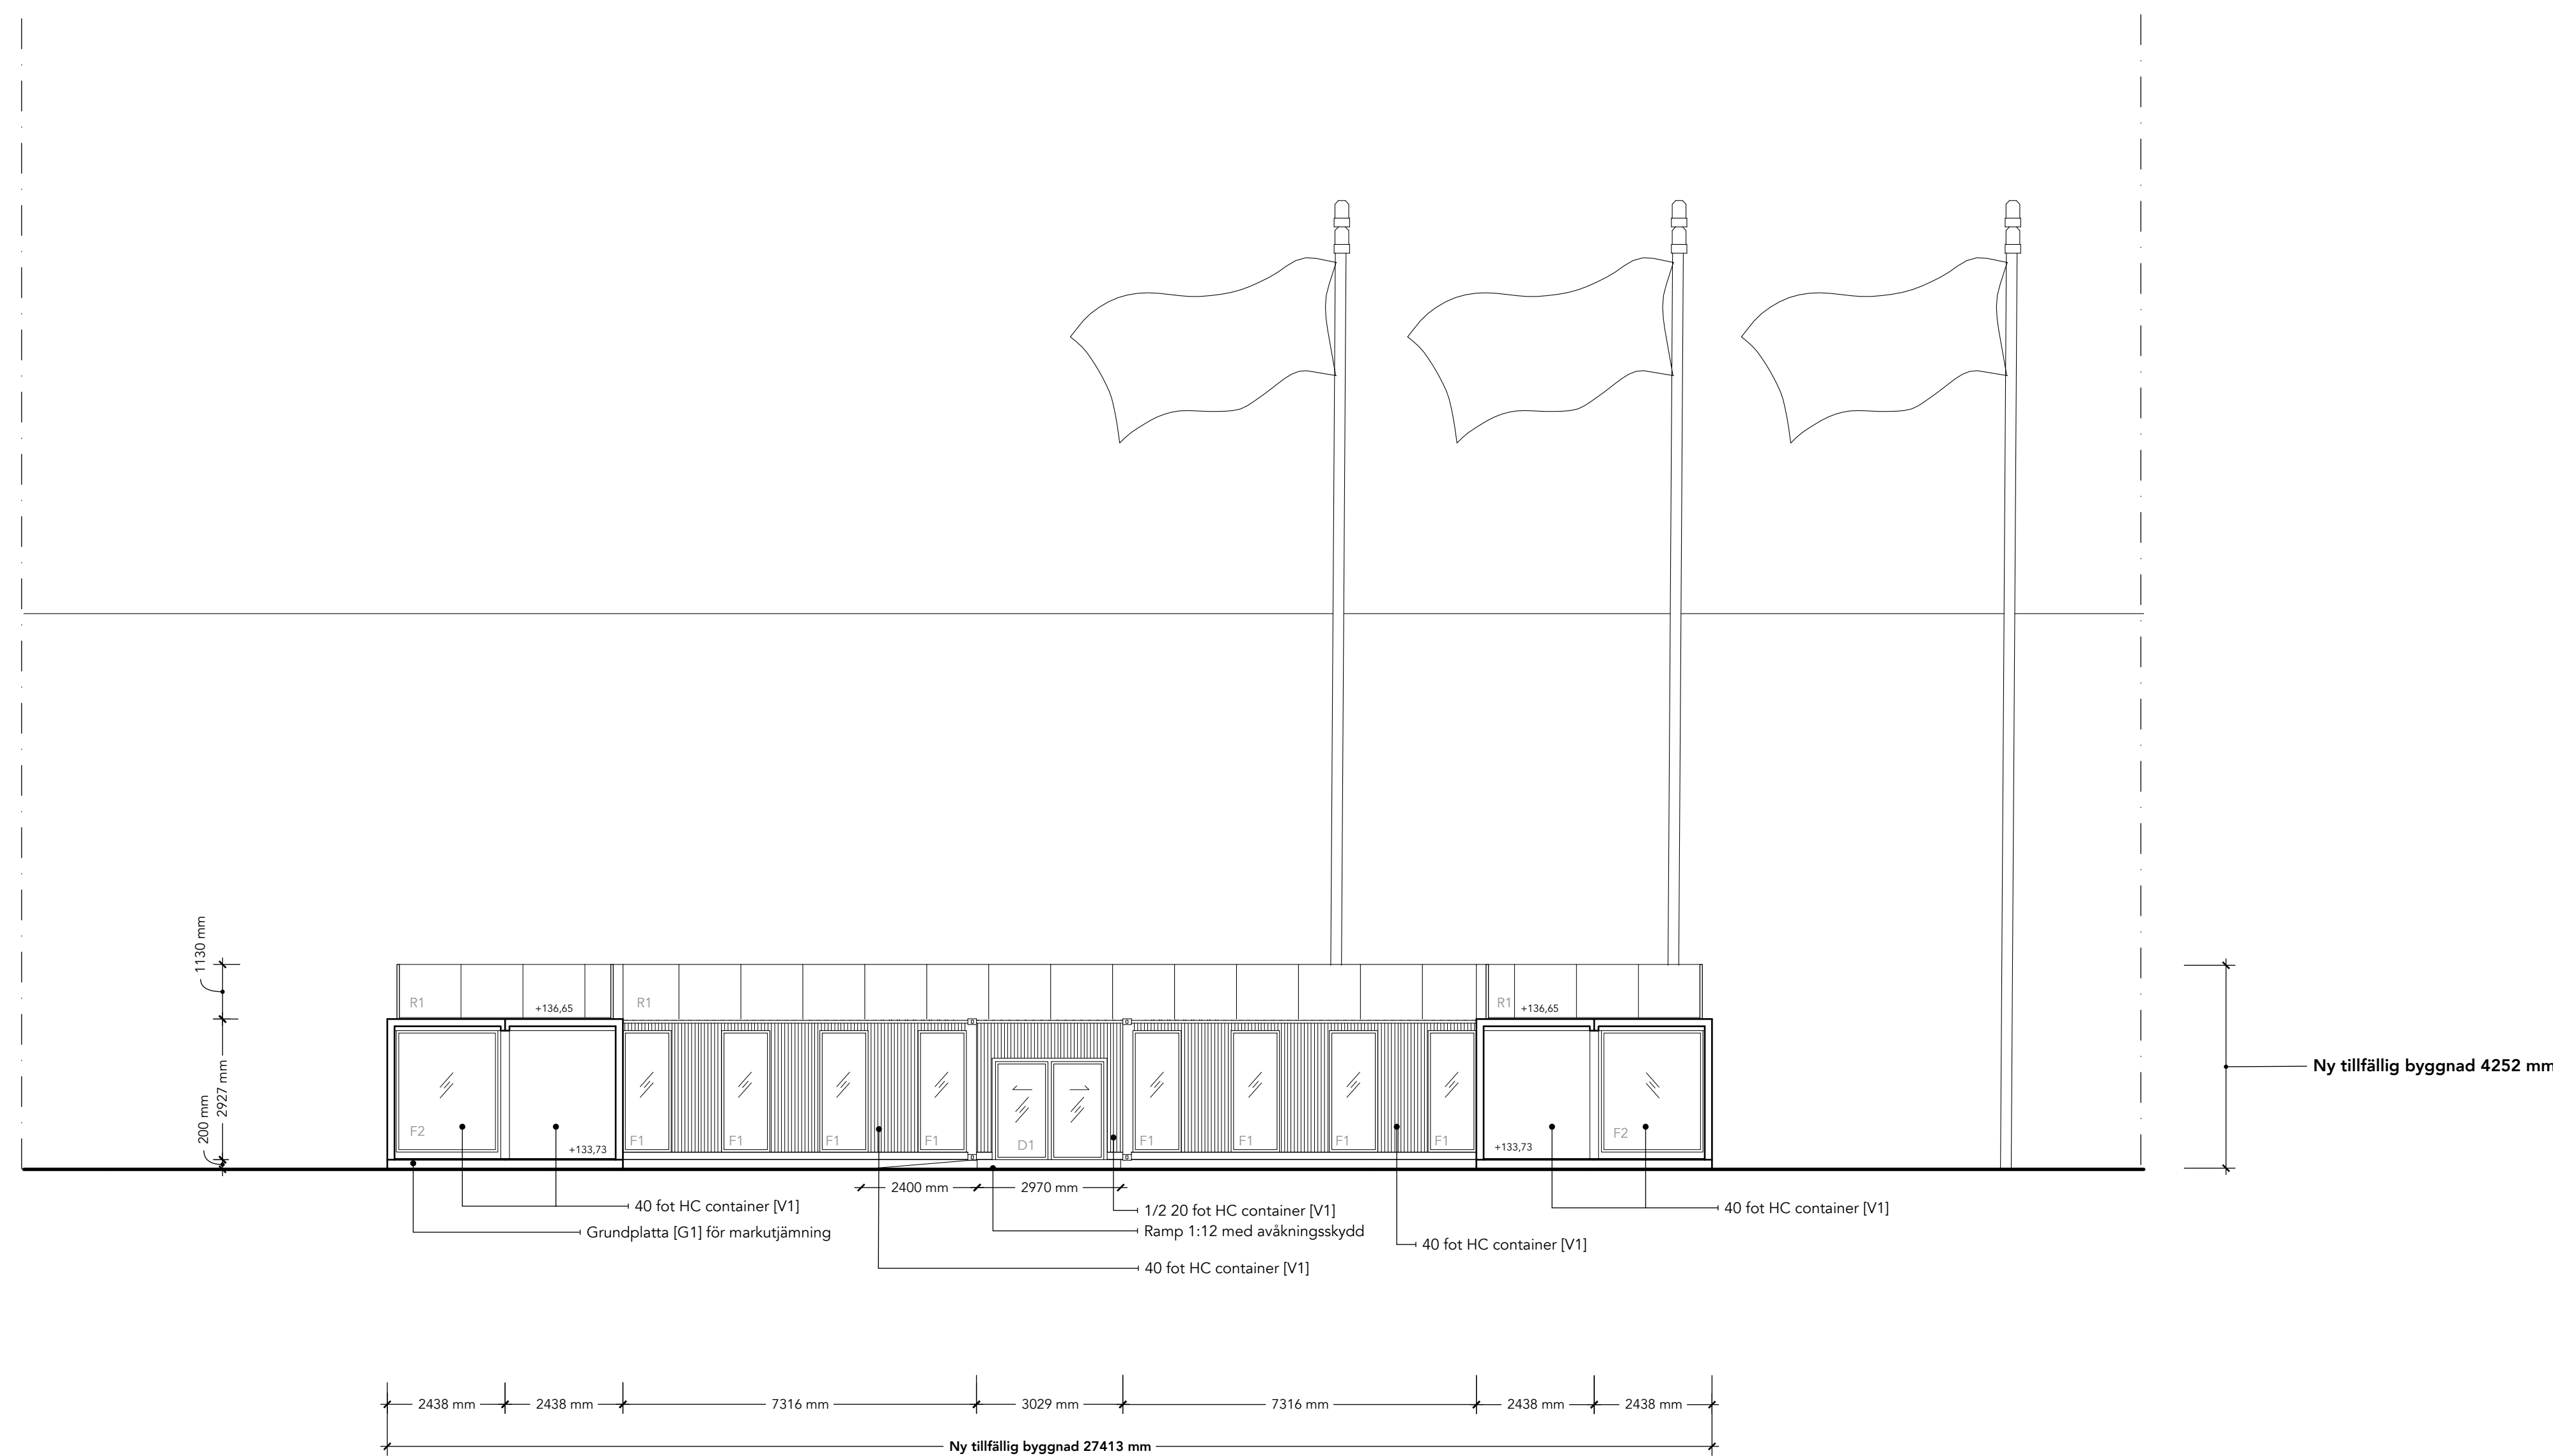 1130 mm
R1
R1
R1
+136,65
+136,65
2927 mm
200 mm
Ny tillfällig byggnad 4252 mm
F2
F1
F1
F1
F1
D1
F1
F1
F1
F1
F2
+133,73
+133,73
2400 mm
2970 mm
40 fot HC container [V1]
1/2 20 fot HC container [V1]
40 fot HC container [V1]
Grundplatta [G1] för markutjämning
Ramp 1:12 med avåkningsskydd
40 fot HC container [V1]
40 fot HC container [V1]
2438 mm
2438 mm
7316 mm
3029 mm
7316 mm
2438 mm
2438 mm
Ny tillfällig byggnad 27413 mm